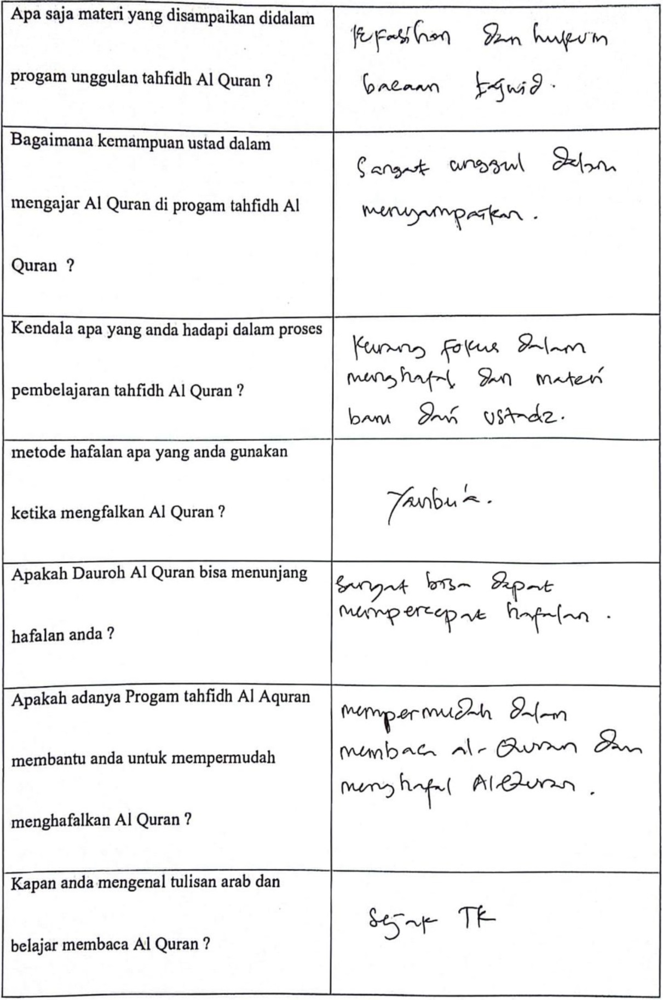 Apa saja materi yang disampaikan didalam
progam unggulan tahfidh Al Quran ?
kefasihan dan hukum
bacaan tajwid.
Bagaimana kemampuan ustad dalam
mengajar Al Quran di progam tahfidh Al
Quran ?
Sangat unggul dalam
menyampaikan.
Kendala apa yang anda hadapi dalam proses
pembelajaran tahfidh Al Quran ?
Kurang fokus dalam
menghafal dan materi
baru dari ustadz.
metode hafalan apa yang anda gunakan
ketika mengfalkan Al Quran ?
Yanbu'a.
Apakah Dauroh Al Quran bisa menunjang
hafalan anda ?
Sangat bisa dapat
mempercepat hafalan.
Apakah adanya Progam tahfidh Al Aquran
membantu anda untuk mempermudah
menghafalkan Al Quran ?
mempermudah dalam
membaca al-Quran dan
menghafal Al Quran.
Kapan anda mengenal tulisan arab dan
belajar membaca Al Quran ?
Sejak TK